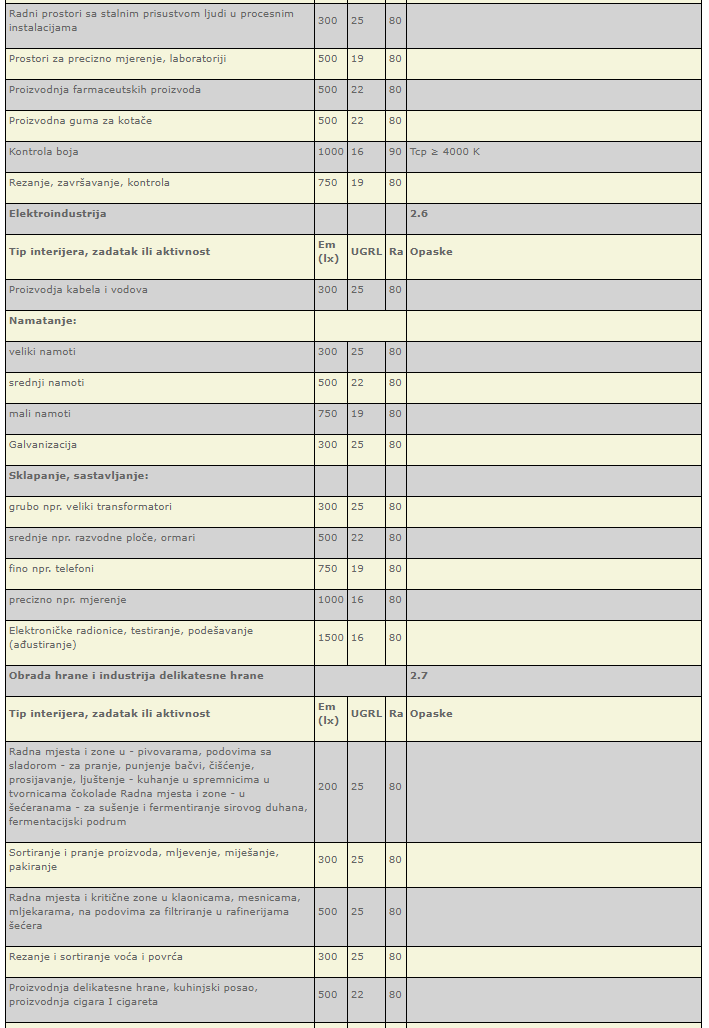 Radni prostori sa stalnim prisustvom ljudi u procesnim
instalacijama 300 25 80
Prostori za precizno mjerenje, laboratoriji 500 19 80
Proizvodnja farmaceutskih proizvoda 500 22 80
Proizvodna guma za kotače 500 22 80
Kontrola boja 1000 16 90 Tcp ≥ 4000 K
Rezanje, završavanje, kontrola 750 19 80
Elektroindustrija 2.6
Tip interijera, zadatak ili aktivnost Em
(lx) UGRL Ra Opaske
Proizvodja kabela i vodova 300 25 80
Namatanje:
veliki namoti 300 25 80
srednji namoti 500 22 80
mali namoti 750 19 80
Galvanizacija 300 25 80
Sklapanje, sastavljanje:
grubo npr. veliki transformatori 300 25 80
srednje npr. razvodne ploče, ormari 500 22 80
fino npr. telefoni 750 19 80
precizno npr. mjerenje 1000 16 80
Elektroničke radionice, testiranje, podešavanje
(ađustiranje) 1500 16 80
Obrada hrane i industrija delikatesne hrane 2.7
Tip interijera, zadatak ili aktivnost Em
(lx) UGRL Ra Opaske
Radna mjesta i zone u - pivovarama, podovima sa
sladorom - za pranje, punjenje bačvi, čišćenje,
prosijavanje, ljuštenje - kuhanje u spremnicima u
tvornicama čokolade Radna mjesta i zone - u
šećeranama - za sušenje i fermentiranje sirovog duhana,
fermentacijski podrum 200 25 80
Sortiranje i pranje proizvoda, mljevenje, miješanje,
pakiranje 300 25 80
Radna mjesta i kritične zone u klaonicama, mesnicama,
mljekarama, na podovima za filtriranje u rafinerijama
šećera 500 25 80
Rezanje i sortiranje voća i povrća 300 25 80
Proizvodnja delikatesne hrane, kuhinjski posao,
proizvodnja cigara I cigareta 500 22 80